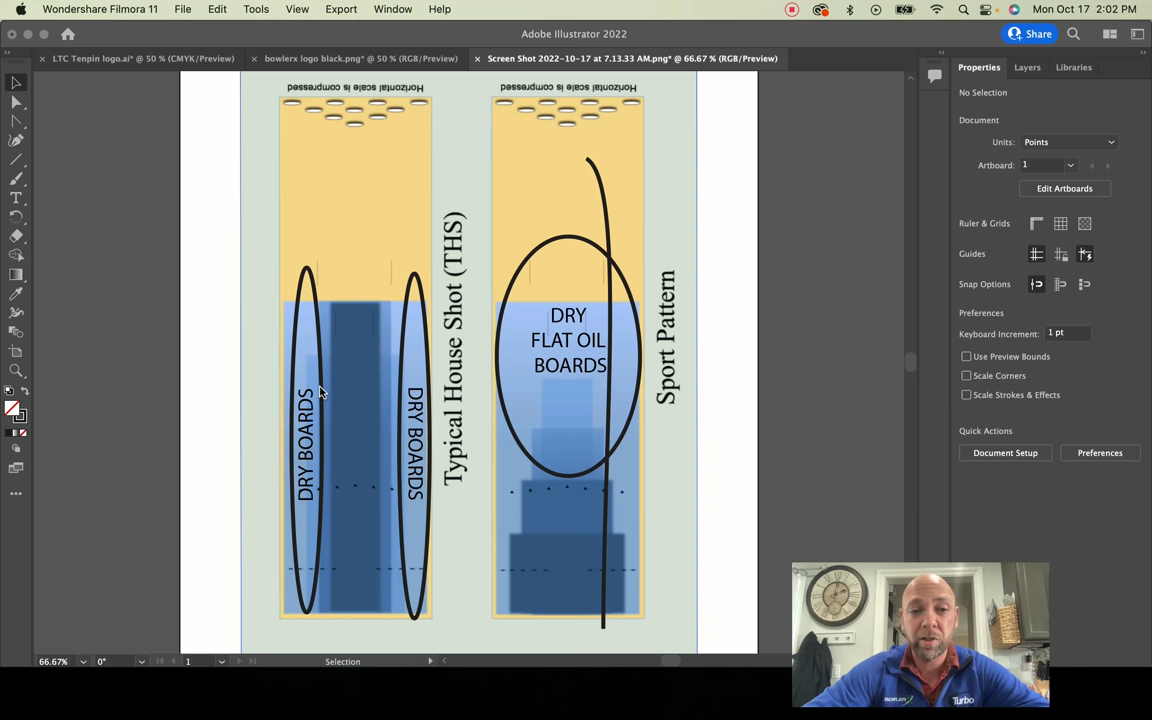 Wondershare Filmora 11 File Edit Tools View Export Window Help Mon Oct 17 2:02 PM
Adobe Illustrator 2022
Share
LTC Tenpin logo.ai* @ 50 % (CMYK/Preview)
bowlerx logo black.png* @ 50 % (RGB/Preview)
Screen Shot 2022-10-17 at 7.13.33 AM.png* @ 66.67 % (RGB/Preview)
Properties Layers Libraries
No Selection
Document
Units: Points
Artboard: 1
Edit Artboards
Ruler & Grids
Guides
Snap Options
Preferences
Keyboard Increment: 1 pt
Use Preview Bounds
Scale Corners
Scale Strokes & Effects
Quick Actions
Document Setup Preferences
Horizontal scale is compressed
Horizontal scale is compressed
DRY BOARDS
DRY BOARDS
Typical House Shot (THS)
DRY
FLAT OIL
BOARDS
Sport Pattern
66.67% 0° 1 Selection
BOWLERX
Turbo